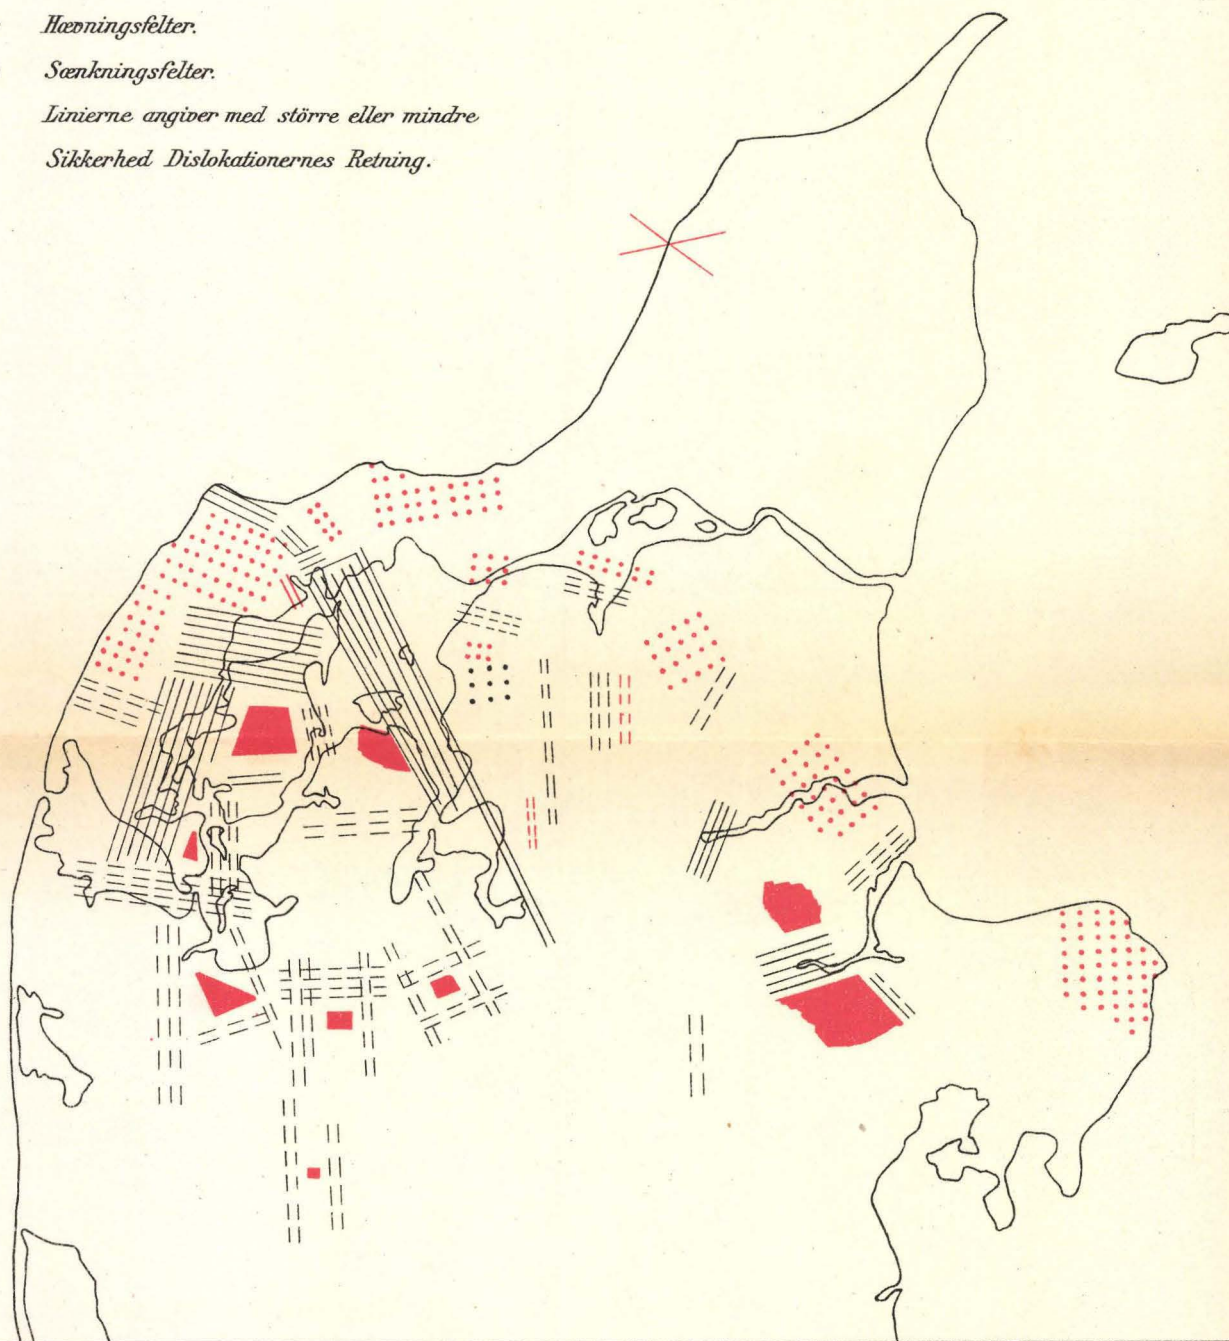 Hævningsfelter.
Sænkningsfelter.
Linierne angiver med större eller mindre
Sikkerhed Dislokationernes Retning.